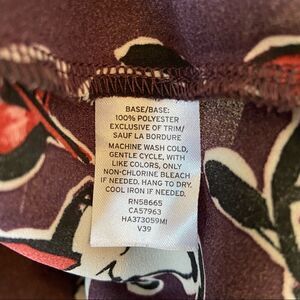 BASE/BASE:
100% POLYESTER
EXCLUSIVE OF TRIM/
SAUF LA BORDURE
MACHINE WASH COLD,
GENTLE CYCLE, WITH
LIKE COLORS, ONLY
NON-CHLORINE BLEACH
IF NEEDED. HANG TO DRY.
COOL IRON IF NEEDED.
RN58665
CA57963
HA373059MI
V39